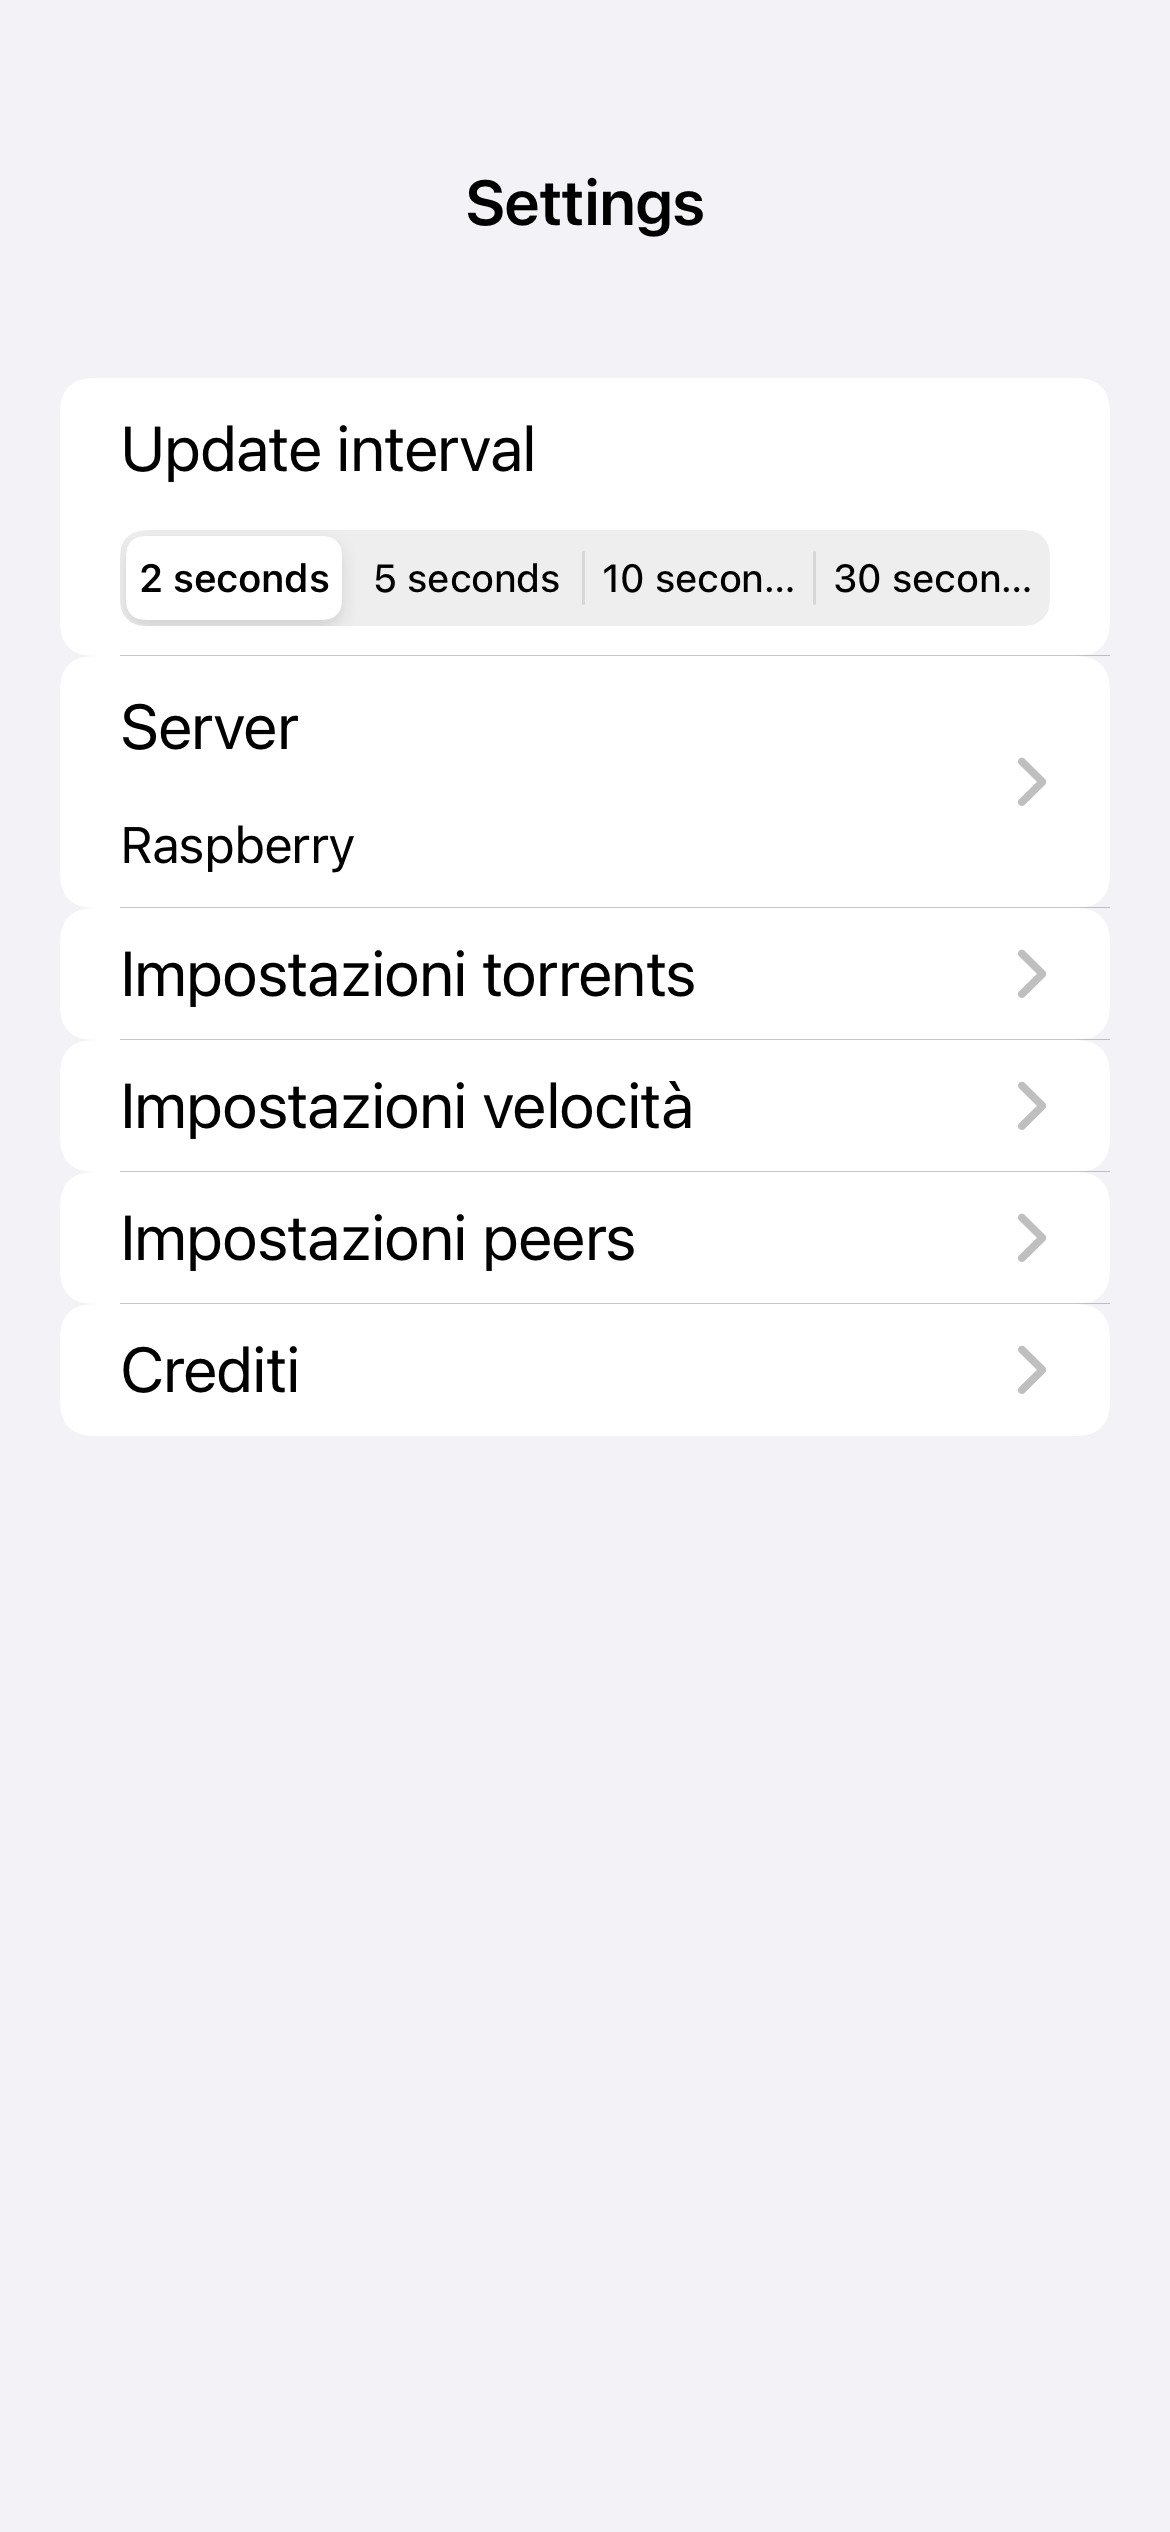 Settings
Update interval
2 seconds 5 seconds 10 secon... 30 secon...
Server
Raspberry
Impostazioni torrents
Impostazioni velocità
Impostazioni peers
Crediti